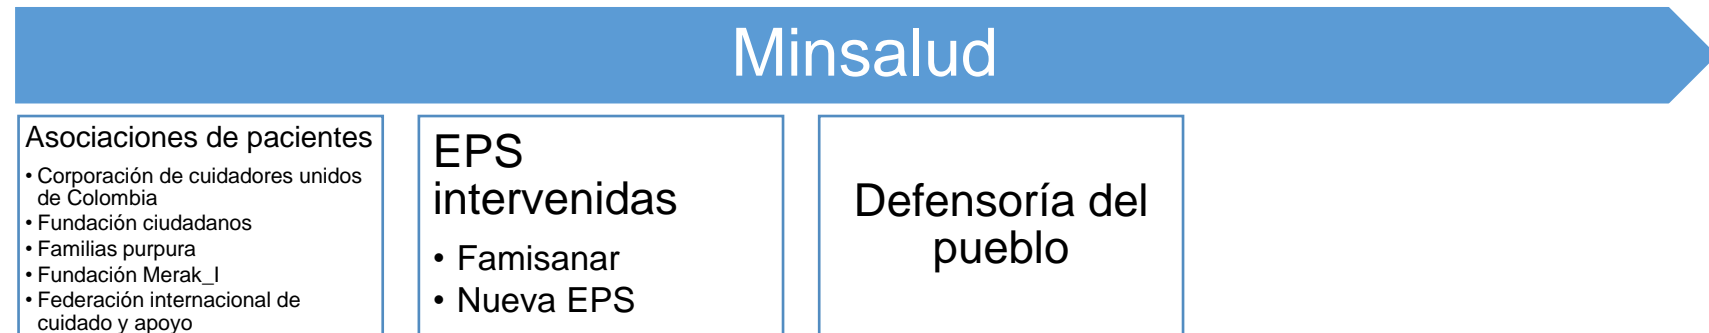 Minsalud
Asociaciones de pacientes
• Corporación de cuidadores unidos
de Colombia
• Fundación ciudadanos
• Familias purpura
• Fundación Merak_I
• Federación internacional de
cuidado y apoyo
EPS
intervenidas
• Famisanar
• Nueva EPS
Defensoría del
pueblo